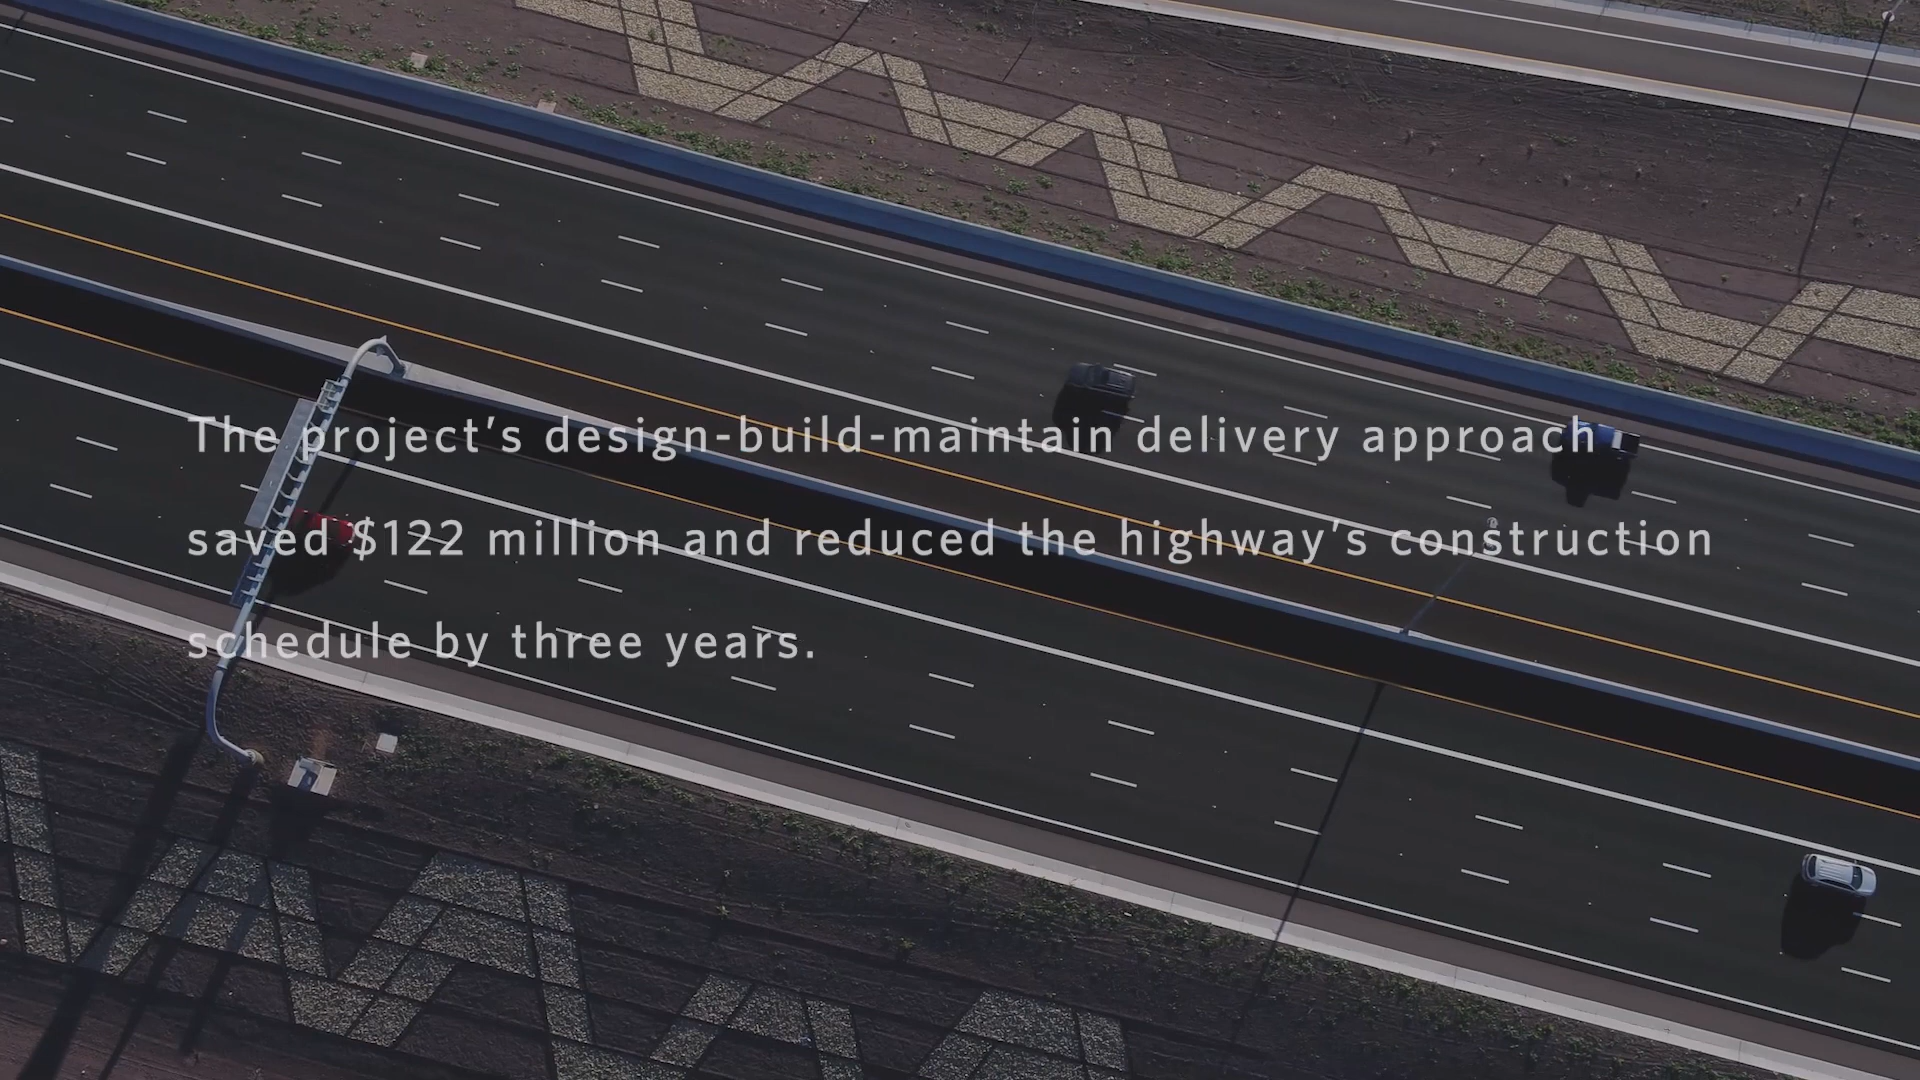 The project’s design-build-maintain delivery approach
saved $122 million and reduced the highway’s construction
schedule by three years.